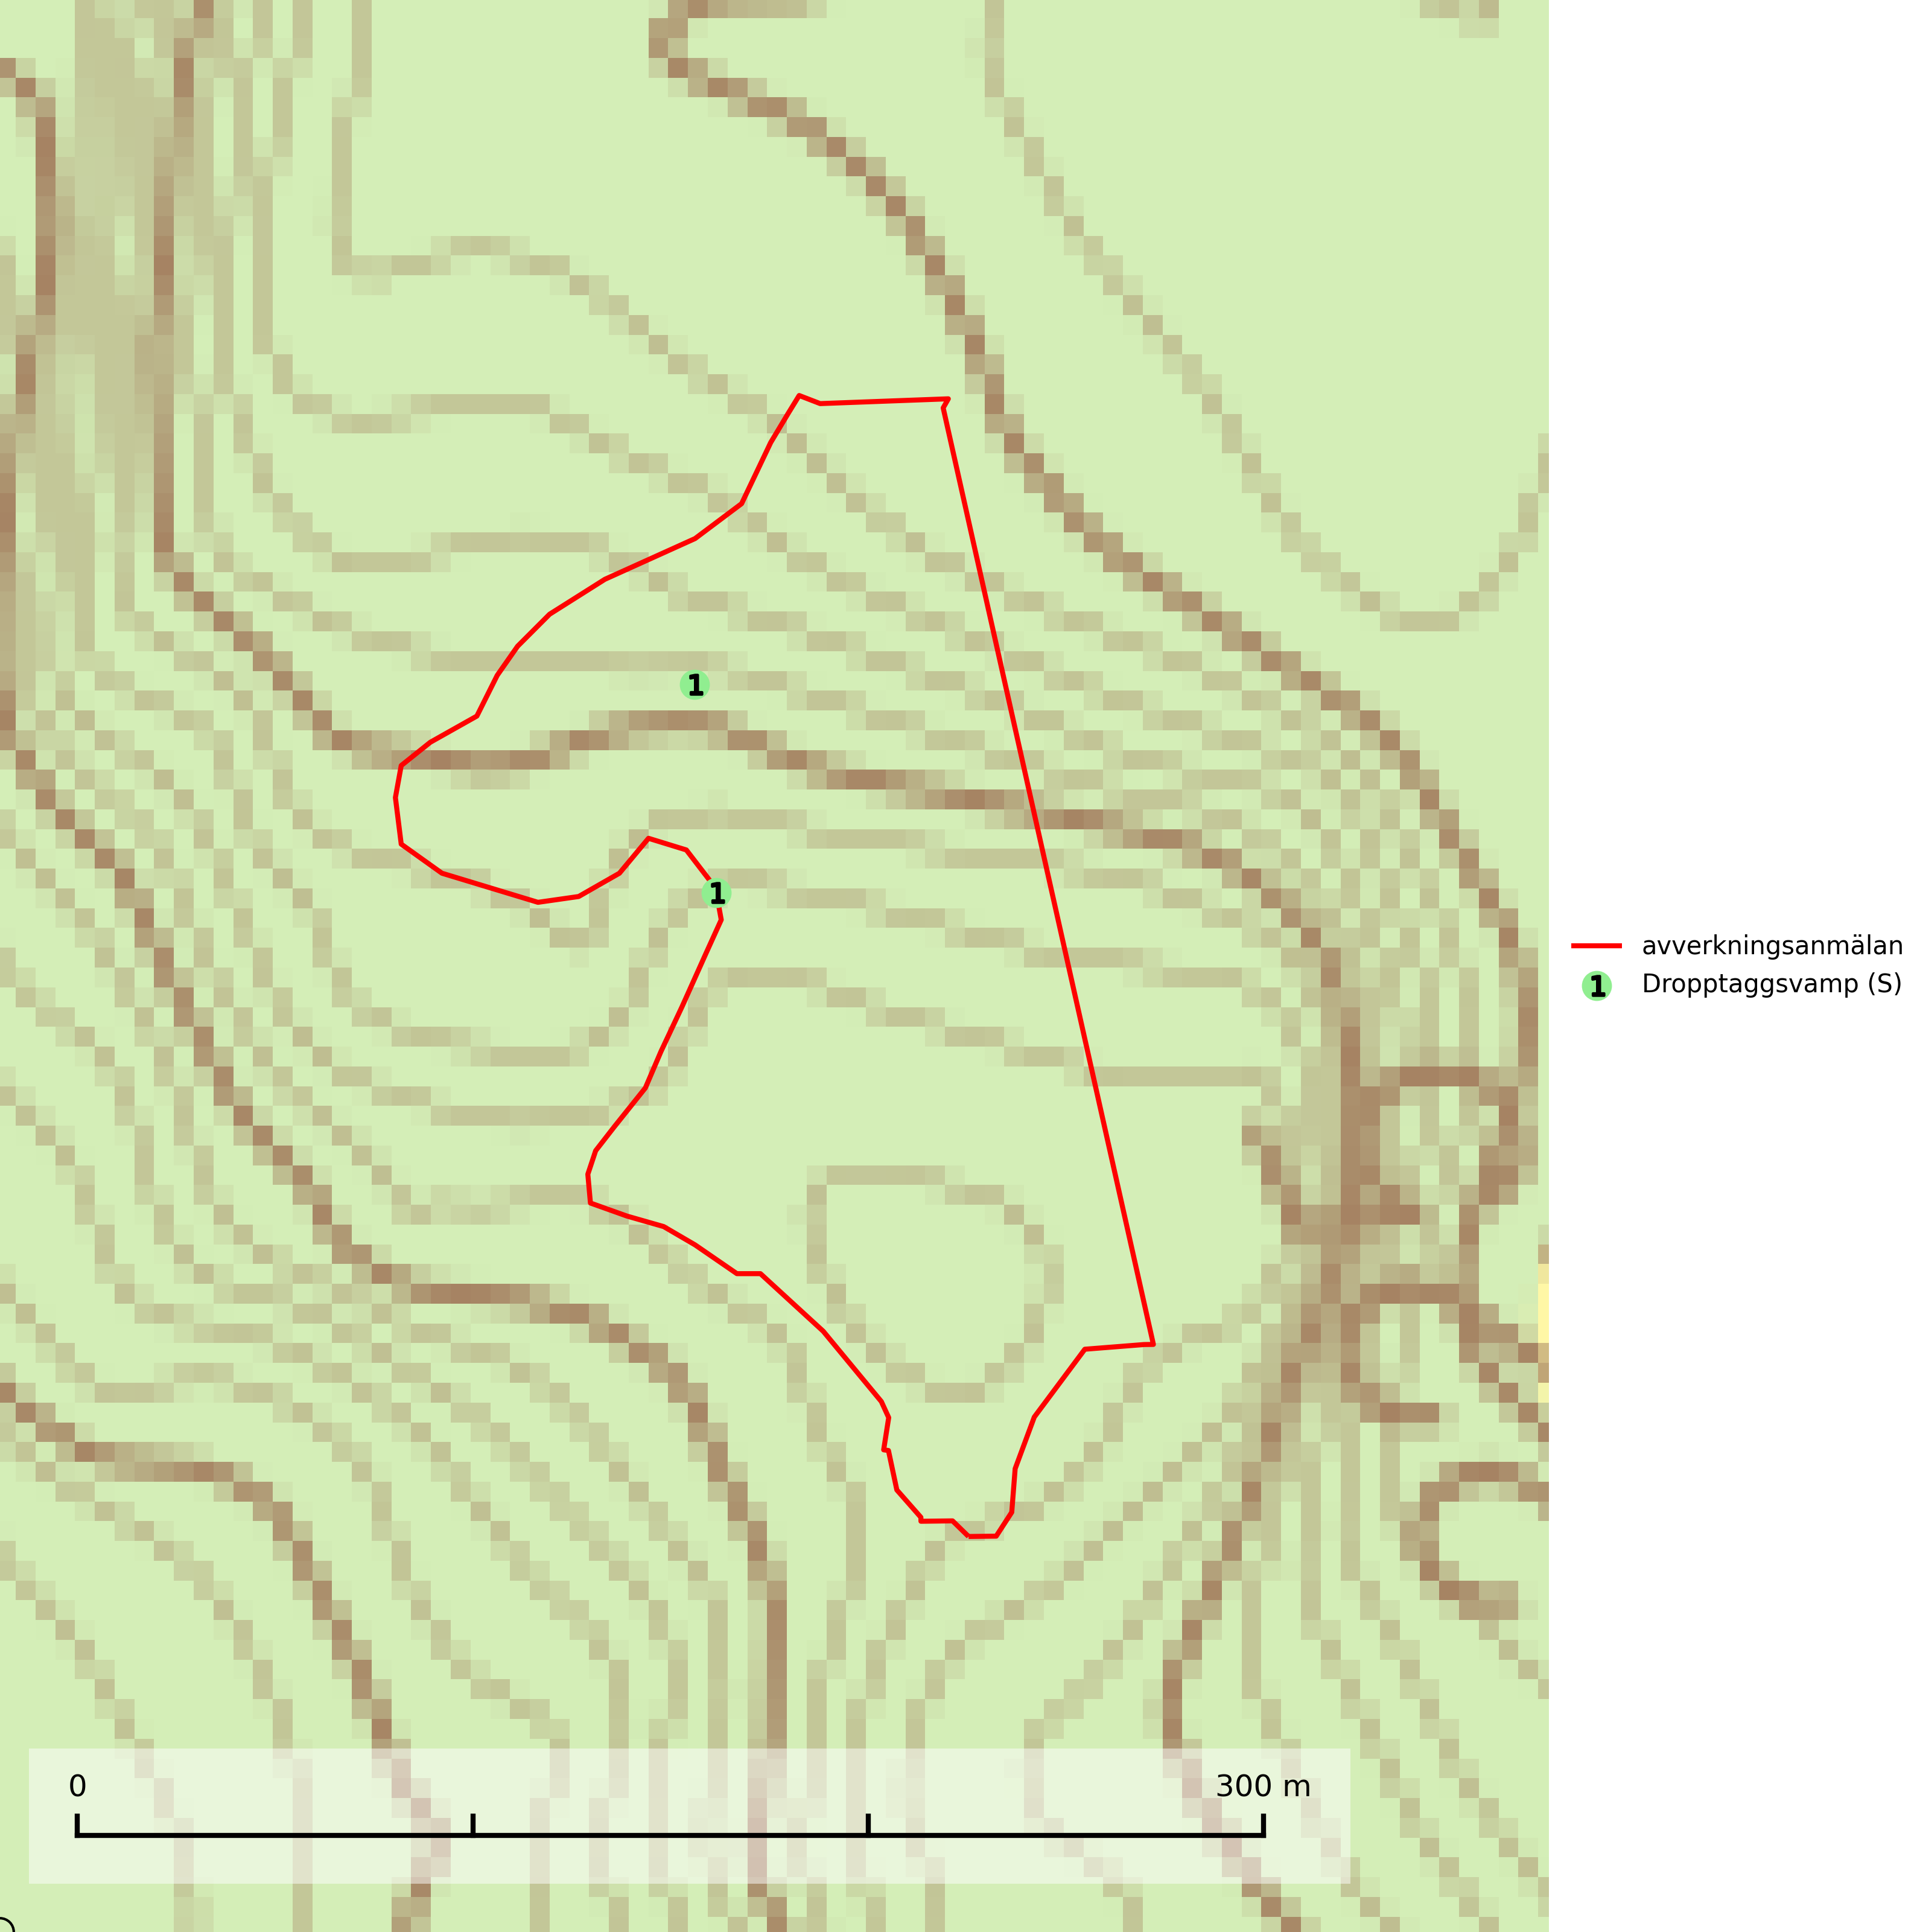 1
1
avverkningsanmälan
1 Dropptaggsvamp (S)
0 300 m